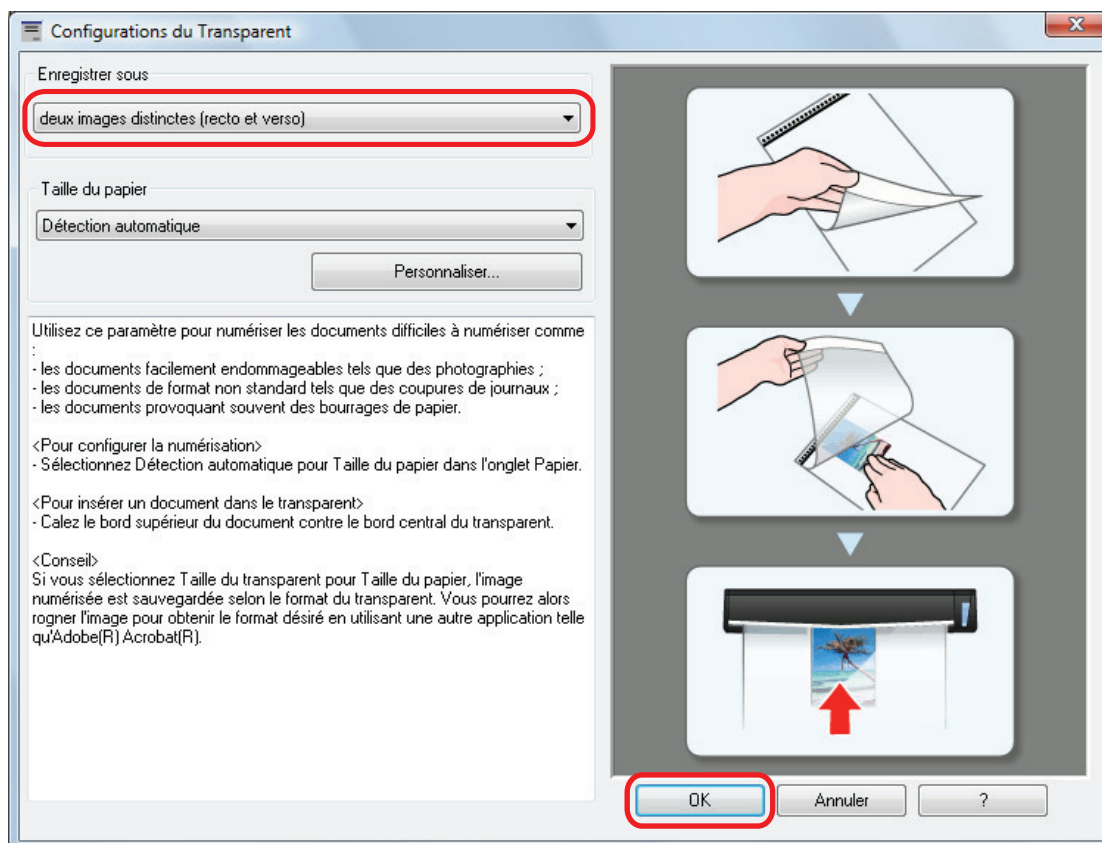 Configurations du Transparent
Enregistrer sous
deux images distinctes (recto et verso)
Taille du papier
Détection automatique
Personnaliser...
Utilisez ce paramètre pour numériser les documents difficiles à numériser comme
:
- les documents facilement endommageables tels que des photographies ;
- les documents de format non standard tels que des coupures de journaux ;
- les documents provoquant souvent des bourrages de papier.
<Pour configurer la numérisation>
- Sélectionnez Détection automatique pour Taille du papier dans l'onglet Papier.
<Pour insérer un document dans le transparent>
- Calez le bord supérieur du document contre le bord central du transparent.
<Conseil>
Si vous sélectionnez Taille du transparent pour Taille du papier, l'image
numérisée est sauvegardée selon le format du transparent. Vous pourrez alors
rogner l'image pour obtenir le format désiré en utilisant une autre application telle
qu'Adobe(R) Acrobat(R).
OK
Annuler
?